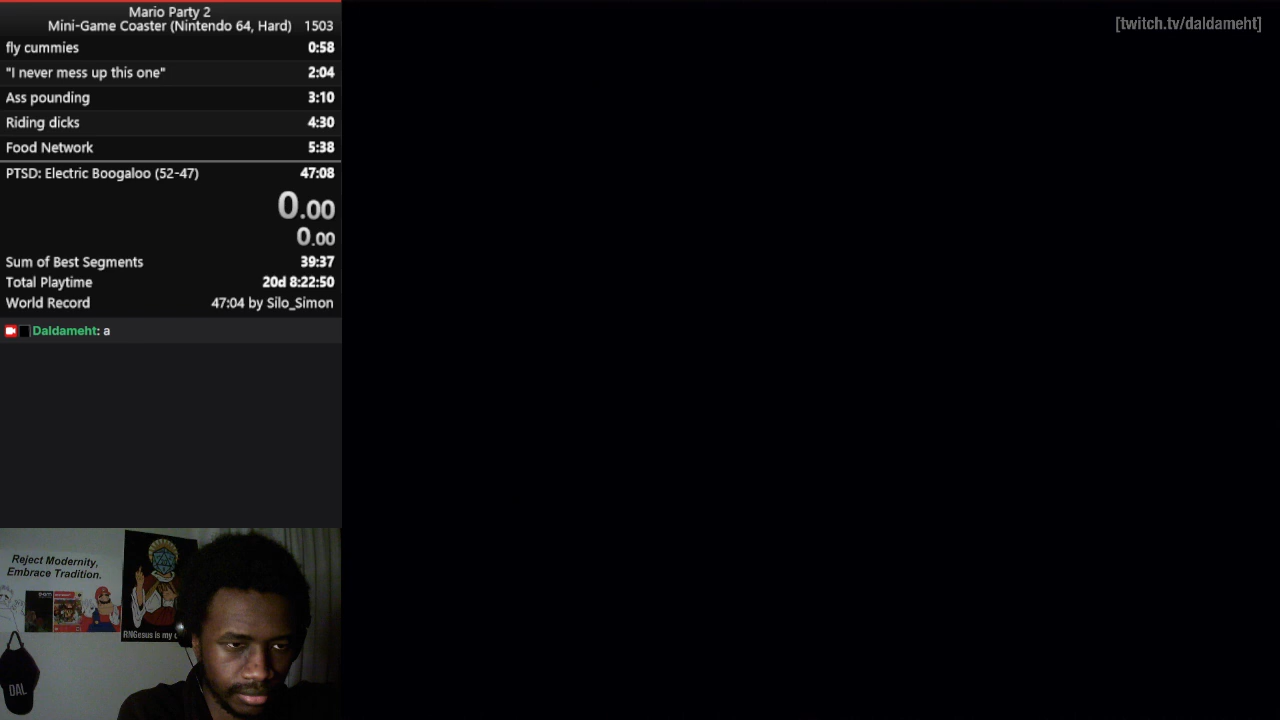 Mario Party 2
Mini-Game Coaster (Nintendo 64, Hard) 1503
fly cummies 0:58
"I never mess up this one" 2:04
Ass pounding 3:10
Riding dicks 4:30
Food Network 5:38
PTSD: Electric Boogaloo (52-47) 47:08
0.00
0.00
Sum of Best Segments 39:37
Total Playtime 20d 8:22:50
World Record 47:04 by Silo_Simon
Daldameht: a
[twitch.tv/daldameht]
Reject Modernity,
Embrace Tradition.
RNGesus is my
DAL